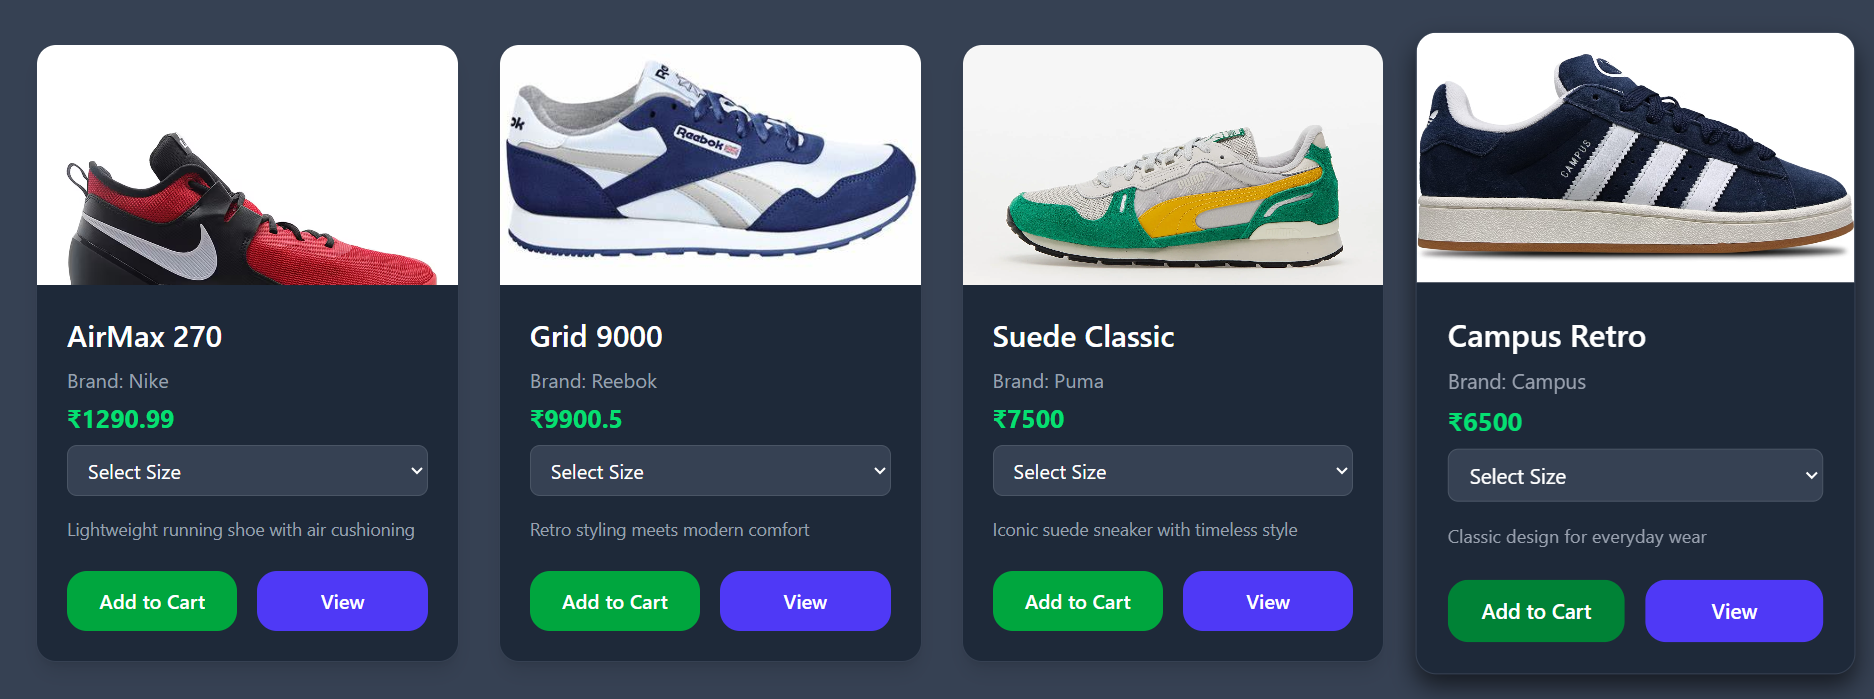 ok
Re
Reebok
CAMPUS
AirMax 270
Brand: Nike
₹1290.99
Select Size
Lightweight running shoe with air cushioning
Add to Cart
View
Grid 9000
Brand: Reebok
₹9900.5
Select Size
Retro styling meets modern comfort
Add to Cart
View
Suede Classic
Brand: Puma
₹7500
Select Size
Iconic suede sneaker with timeless style
Add to Cart
View
Campus Retro
Brand: Campus
₹6500
Select Size
Classic design for everyday wear
Add to Cart
View